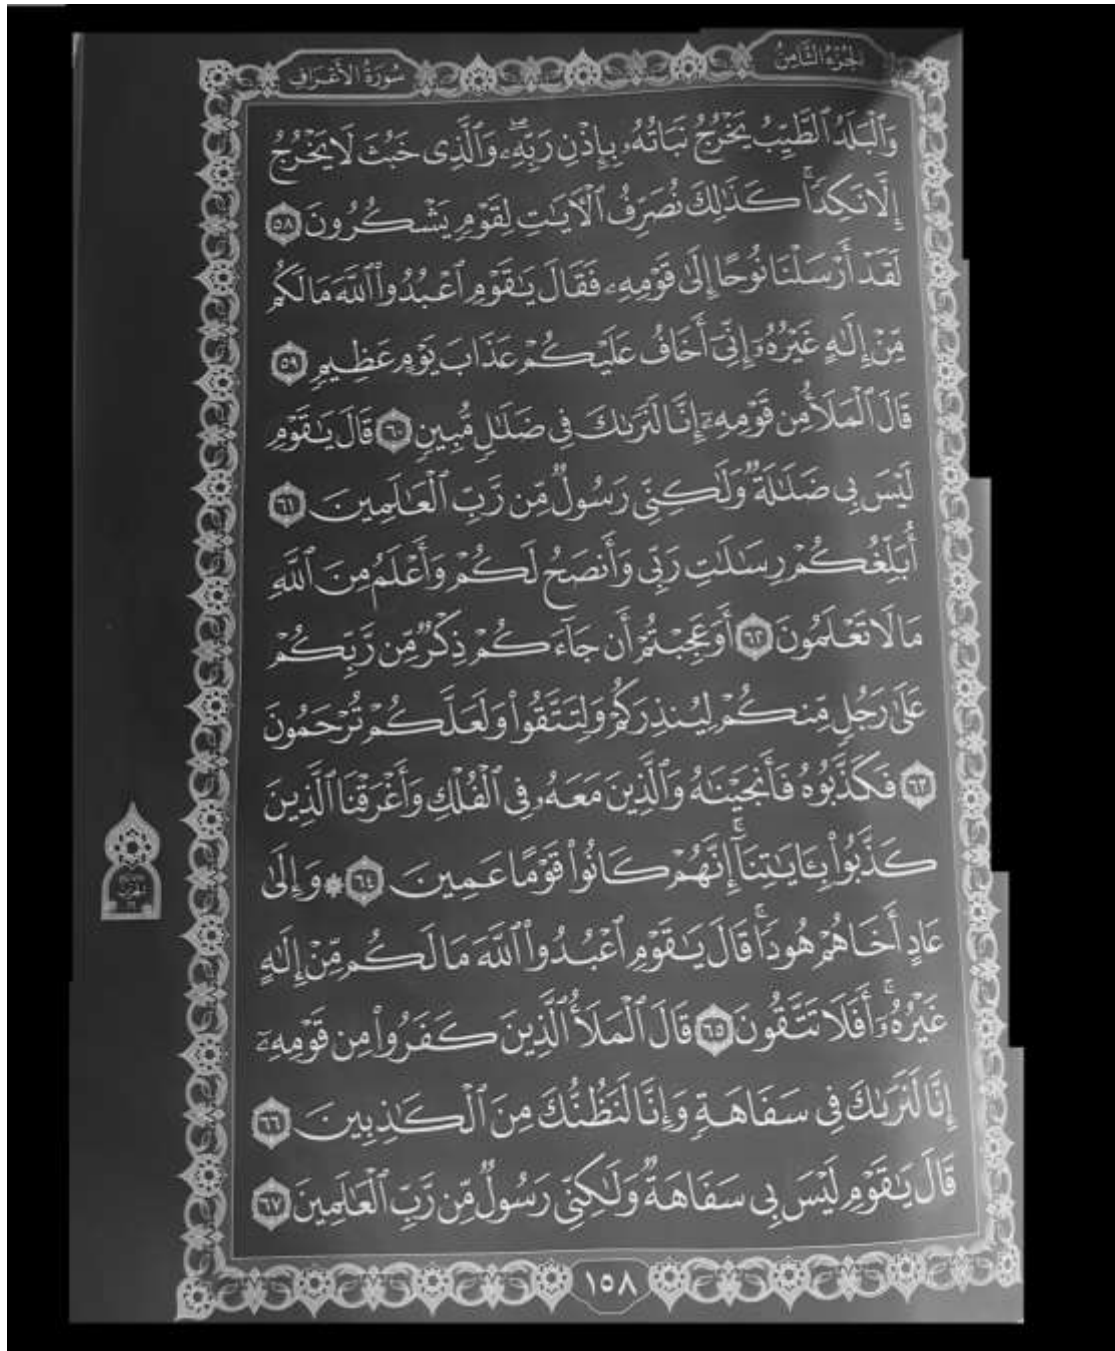 الجزء الثامن
سورة الأعراف
وَٱلْبَلَدُ ٱلطَّيِّبُ يَخْرُجُ نَبَاتُهُۥ بِإِذْنِ رَبِّهِۦۖ وَٱلَّذِى خَبُثَ لَا يَخْرُجُ
إِلَّا نَكِدًاۚ كَذَٰلِكَ نُصَرِّفُ ٱلْأَيَٰتِ لِقَوْمٍ يَشْكُرُونَ ٥٨
لَقَدْ أَرْسَلْنَا نُوحًا إِلَىٰ قَوْمِهِۦ فَقَالَ يَٰقَوْمِ ٱعْبُدُوا۟ ٱللَّهَ مَا لَكُم
مِّنْ إِلَٰهٍ غَيْرُهُۥٓ إِنِّىٓ أَخَافُ عَلَيْكُمْ عَذَابَ يَوْمٍ عَظِيمٍ ٥٩
قَالَ ٱلْمَلَأُ مِن قَوْمِهِۦٓ إِنَّا لَنَرَىٰكَ فِى ضَلَٰلٍ مُّبِينٍ ٦٠ قَالَ يَٰقَوْمِ
لَيْسَ بِى ضَلَٰلَةٌ وَلَٰكِنِّى رَسُولٌ مِّن رَّبِّ ٱلْعَٰلَمِينَ ٦١
أُبَلِّغُكُمْ رِسَٰلَٰتِ رَبِّى وَأَنصَحُ لَكُمْ وَأَعْلَمُ مِنَ ٱللَّهِ
مَا لَا تَعْلَمُونَ ٦٢ أَوَعَجِبْتُمْ أَن جَآءَكُمْ ذِكْرٌ مِّن رَّبِّكُمْ
عَلَىٰ رَجُلٍ مِّنكُمْ لِيُنذِرَكُمْ وَلِتَتَّقُوا۟ وَلَعَلَّكُمْ تُرْحَمُونَ
٦٣ فَكَذَّبُوهُ فَأَنجَيْنَٰهُ وَٱلَّذِينَ مَعَهُۥ فِى ٱلْفُلْكِ وَأَغْرَقْنَا ٱلَّذِينَ
كَذَّبُوا۟ بِـَٔايَٰتِنَآۚ إِنَّهُمْ كَانُوا۟ قَوْمًا عَمِينَ ٦٤ ۞ وَإِلَىٰ
عَادٍ أَخَاهُمْ هُودًاۚ قَالَ يَٰقَوْمِ ٱعْبُدُوا۟ ٱللَّهَ مَا لَكُم مِّنْ إِلَٰهٍ
غَيْرُهُۥٓۚ أَفَلَا تَتَّقُونَ ٦٥ قَالَ ٱلْمَلَأُ ٱلَّذِينَ كَفَرُوا۟ مِن قَوْمِهِۦٓ
إِنَّا لَنَرَىٰكَ فِى سَفَاهَةٍ وَإِنَّا لَنَظُنُّكَ مِنَ ٱلْكَٰذِبِينَ ٦٦
قَالَ يَٰقَوْمِ لَيْسَ بِى سَفَاهَةٌ وَلَٰكِنِّى رَسُولٌ مِّن رَّبِّ ٱلْعَٰلَمِينَ ٦٧
١٥٨